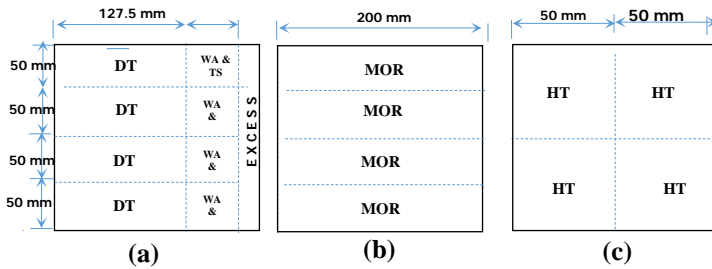 127.5 mm
200 mm
50 mm
50 mm
50 mm
DT
WA &
TS
50 mm
DT
WA
&
50 mm
DT
WA
&
50 mm
DT
WA
&
EXCESS
MOR
MOR
MOR
MOR
HT
HT
HT
HT
(a)
(b)
(c)